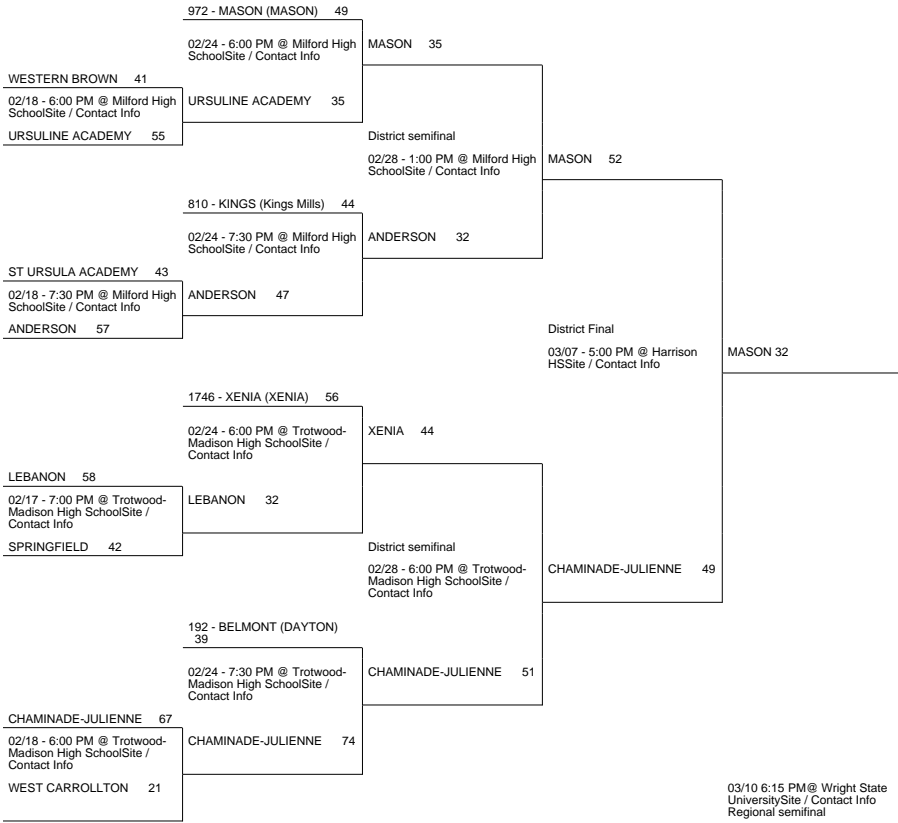 972 - MASON (MASON) 49
02/24 - 6:00 PM @ Milford High
SchoolSite / Contact Info
MASON 35
WESTERN BROWN 41
02/18 - 6:00 PM @ Milford High
SchoolSite / Contact Info
URSULINE ACADEMY 35
URSULINE ACADEMY 55
District semifinal
02/28 - 1:00 PM @ Milford High
SchoolSite / Contact Info
MASON 52
810 - KINGS (Kings Mills) 44
02/24 - 7:30 PM @ Milford High
SchoolSite / Contact Info
ANDERSON 32
ST URSULA ACADEMY 43
02/18 - 7:30 PM @ Milford High
SchoolSite / Contact Info
ANDERSON 47
ANDERSON 57
District Final
03/07 - 5:00 PM @ Harrison
HSSite / Contact Info
MASON 32
1746 - XENIA (XENIA) 56
02/24 - 6:00 PM @ Trotwood-
Madison High SchoolSite /
Contact Info
XENIA 44
LEBANON 58
02/17 - 7:00 PM @ Trotwood-
Madison High SchoolSite /
Contact Info
LEBANON 32
SPRINGFIELD 42
District semifinal
02/28 - 6:00 PM @ Trotwood-
Madison High SchoolSite /
Contact Info
CHAMINADE-JULIENNE 49
192 - BELMONT (DAYTON)
39
02/24 - 7:30 PM @ Trotwood-
Madison High SchoolSite /
Contact Info
CHAMINADE-JULIENNE 51
CHAMINADE-JULIENNE 67
02/18 - 6:00 PM @ Trotwood-
Madison High SchoolSite /
Contact Info
CHAMINADE-JULIENNE 74
WEST CARROLLTON 21
03/10 6:15 PM@ Wright State
UniversitySite / Contact Info
Regional semifinal